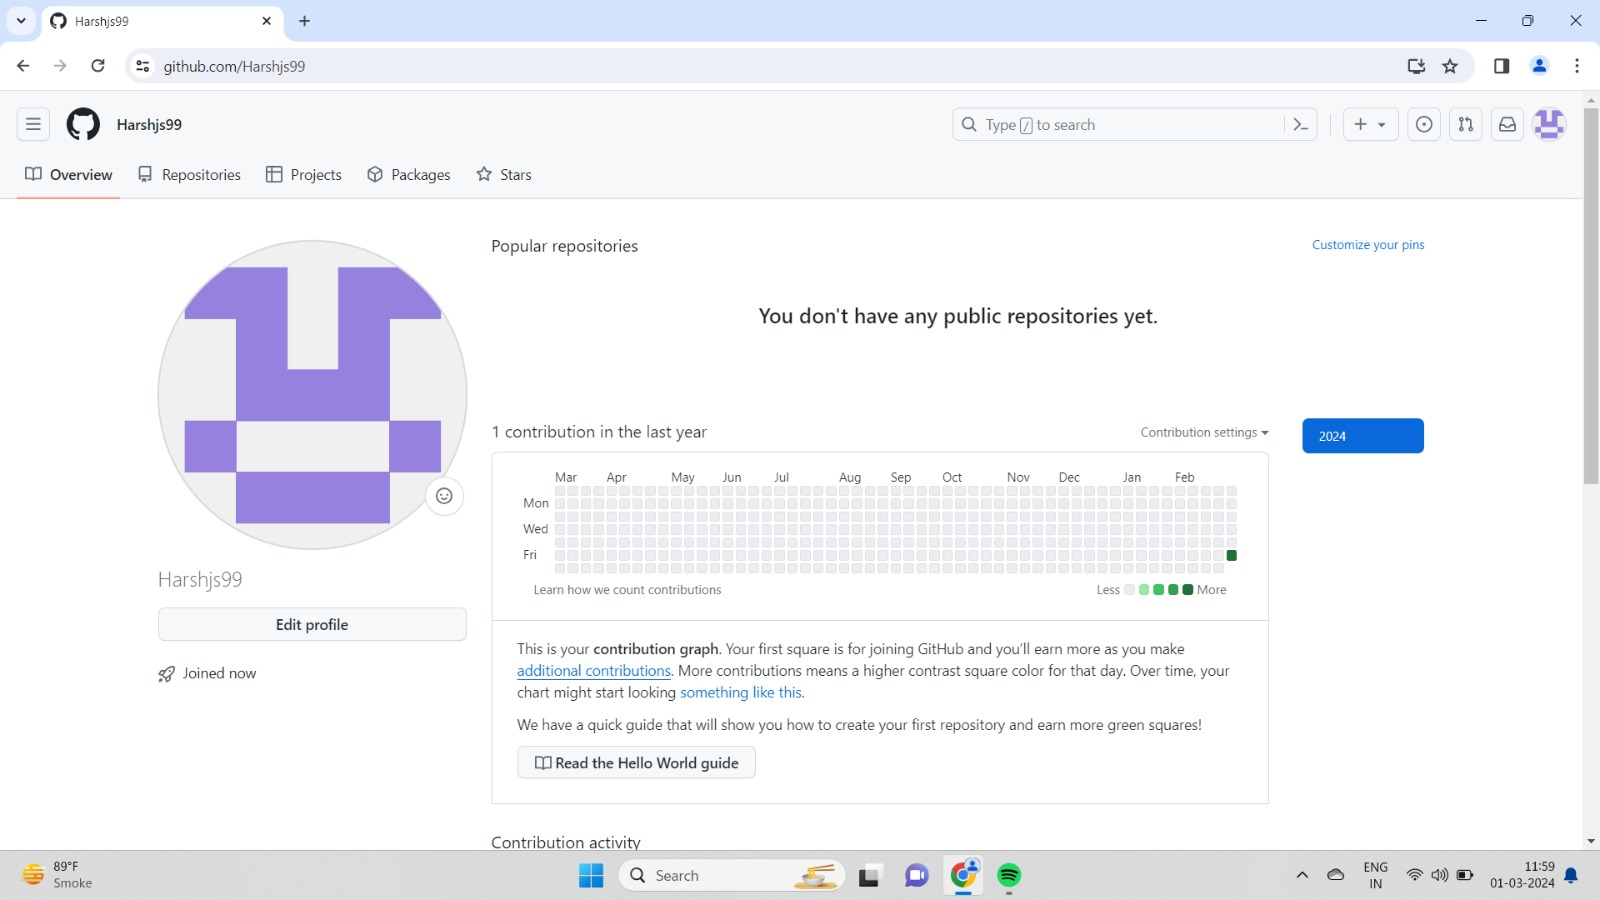 Harshjs99
github.com/Harshjs99
Harshjs99
Type / to search
Overview
Repositories
Projects
Packages
Stars
Popular repositories
Customize your pins
You don't have any public repositories yet.
1 contribution in the last year
Contribution settings
2024
Mar Apr May Jun Jul Aug Sep Oct Nov Dec Jan Feb
Mon
Wed
Fri
Learn how we count contributions
Less
More
Harshjs99
Edit profile
Joined now
This is your contribution graph. Your first square is for joining GitHub and you'll earn more as you make
additional contributions. More contributions means a higher contrast square color for that day. Over time, your
chart might start looking something like this.
We have a quick guide that will show you how to create your first repository and earn more green squares!
Read the Hello World guide
Contribution activity
89°F
Smoke
Search
ENG
IN
11:59
01-03-2024